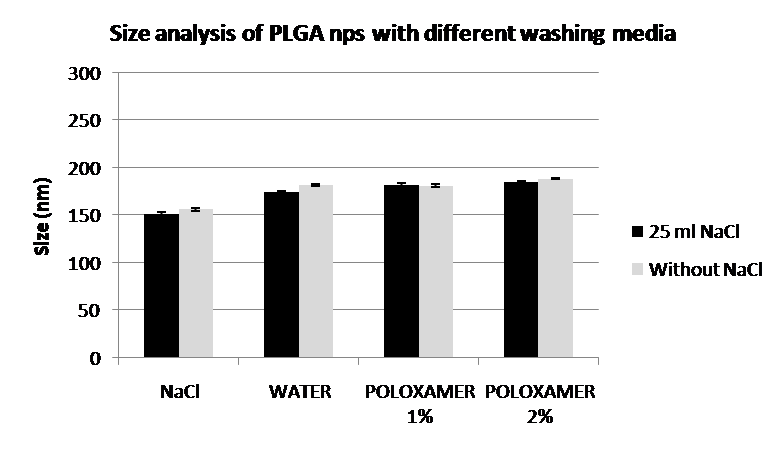 Size analysis of PLGA nps with different washing media
300
250
200
150
100
50
0
Size (nm)
NaCl
WATER
POLOXAMER 1%
POLOXAMER 2%
25 ml NaCl
Without NaCl